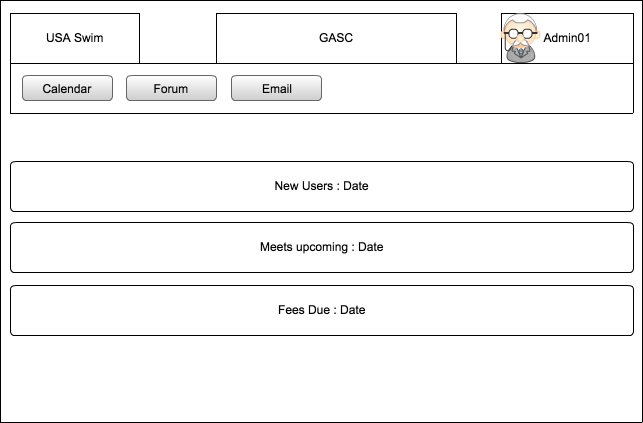 USA Swim
GASC
Admin01
Calendar
Forum
Email
New Users : Date
Meets upcoming : Date
Fees Due : Date